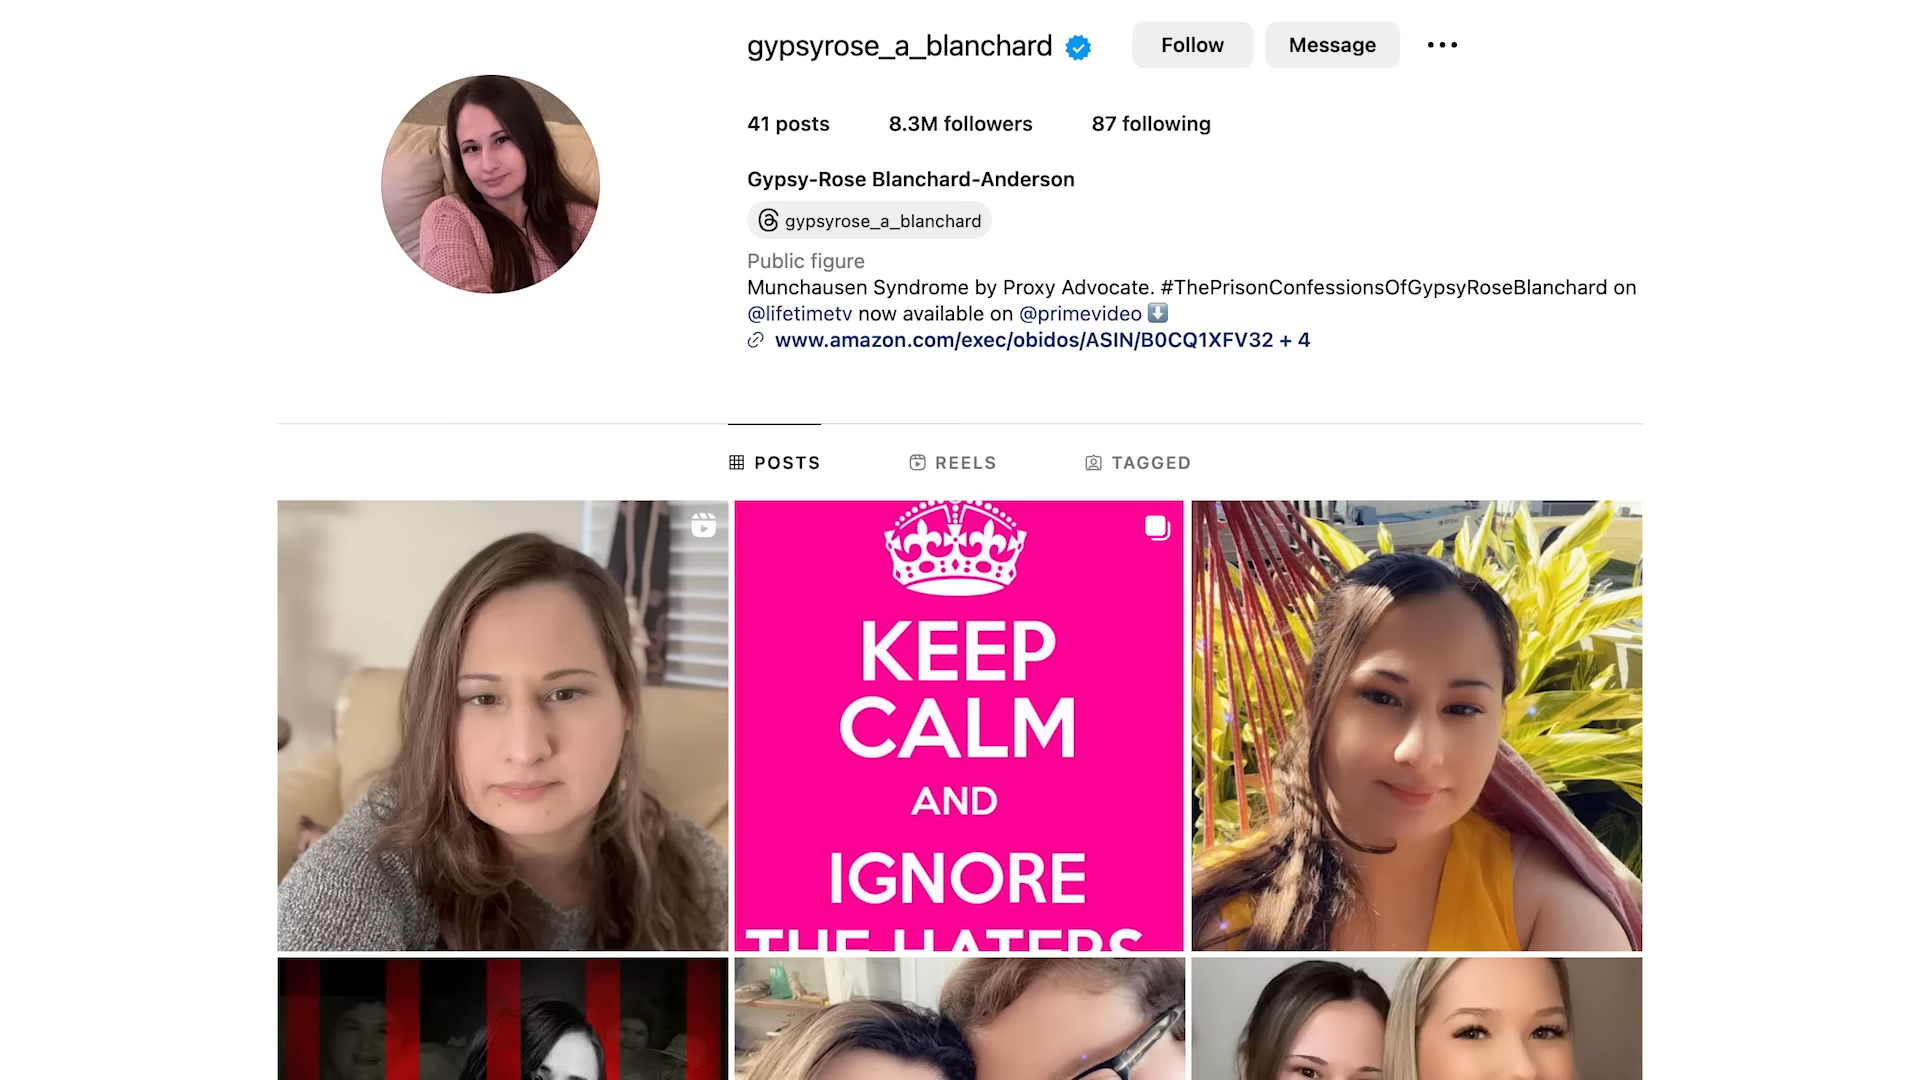 gypsyrose_a_blanchard
Follow
Message
41 posts
8.3M followers
87 following
Gypsy-Rose Blanchard-Anderson
gypsyrose_a_blanchard
Public figure
Munchausen Syndrome by Proxy Advocate. #ThePrisonConfessionsOfGypsyRoseBlanchard on
@lifetimetv now available on @primevideo ⬇️
www.amazon.com/exec/obidos/ASIN/B0CQ1XFV32 + 4
POSTS
REELS
TAGGED
KEEP
CALM
AND
IGNORE
THE HATERS